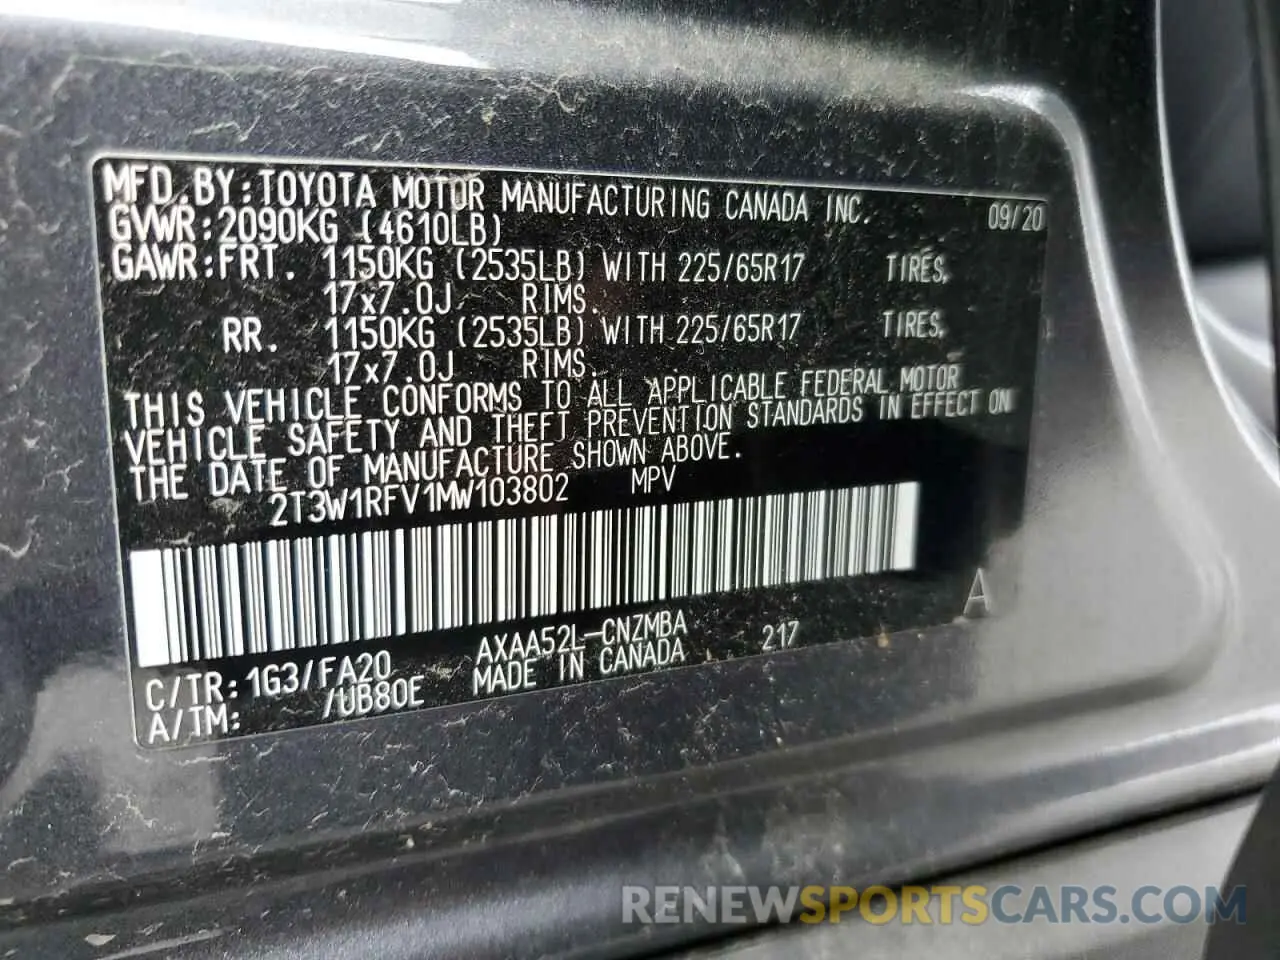 MFD. BY: TOYOTA MOTOR MANUFACTURING CANADA INC. 09/20
GVWR: 2090KG (4610LB)
GAWR: FRT. 1150KG (2535LB) WITH 225/65R17 TIRES,
17x7.0J RIMS.
RR. 1150KG (2535LB) WITH 225/65R17 TIRES,
17x7.0J RIMS.
THIS VEHICLE CONFORMS TO ALL APPLICABLE FEDERAL MOTOR
VEHICLE SAFETY AND THEFT PREVENTION STANDARDS IN EFFECT ON
THE DATE OF MANUFACTURE SHOWN ABOVE.
2T3W1RFV1MW103802 MPV
A
C/TR: 1G3/FA20 AXAA52L-CNZMBA 217
A/TM: /UB80E MADE IN CANADA
RENEWSPORTSCARS.COM